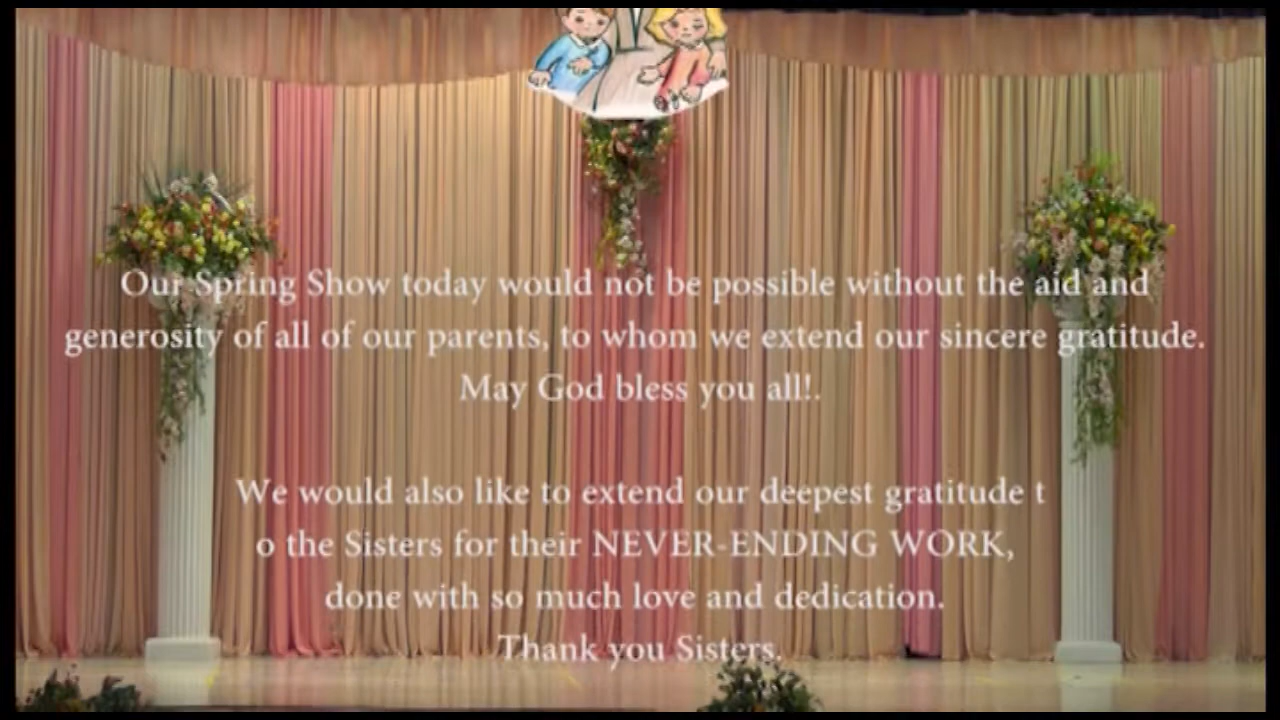 Our Spring Show today would not be possible without the aid and
generosity of all of our parents, to whom we extend our sincere gratitude.
May God bless you all!.
We would also like to extend our deepest gratitude t
o the Sisters for their NEVER-ENDING WORK,
done with so much love and dedication.
Thank you Sisters.